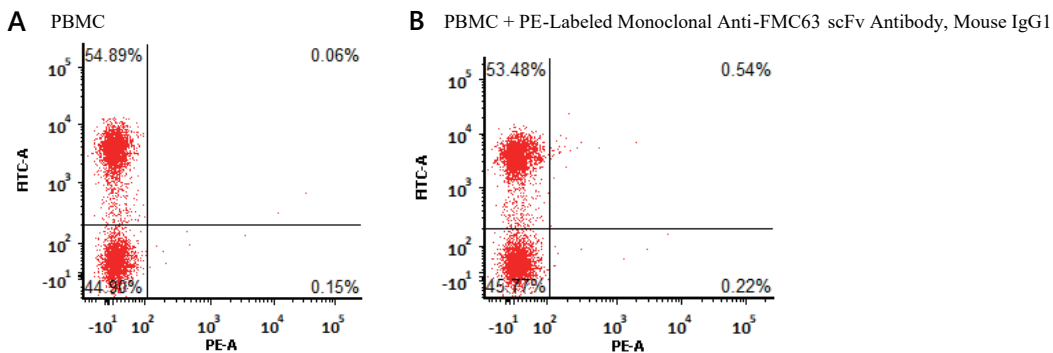 A PBMC
54.89% 0.06%
10^5
10^4
10^3
10^2
-10^1
FITC-A
44.90% 0.15%
-10^1 10^2 10^3 10^4 10^5
PE-A
B PBMC + PE-Labeled Monoclonal Anti-FMC63 scFv Antibody, Mouse IgG1
53.48% 0.54%
10^5
10^4
10^3
10^2
-10^1
FITC-A
45.77% 0.22%
-10^1 10^2 10^3 10^4 10^5
PE-A